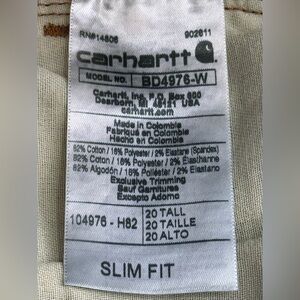 RN#14806 902611
carhartt
MODEL NO. BD4976-W
Carhartt, Inc. P.O. Box 600
Dearborn, MI 48121 USA
carhartt.com
Made in Colombia
Fabriqué en Colombie
Hecho en Colombia
82% Cotton / 16% Polyester / 2% Elastane (Spandex)
82% Cotton / 16% Polyester / 2% Élasthanne
82% Algodón / 16% Poliéster / 2% Elastano
Exclusive Trimming
Sauf Garnitures
Excepto Adorno
104976 - H82
20 TALL
20 TAILLE
20 ALTO
SLIM FIT